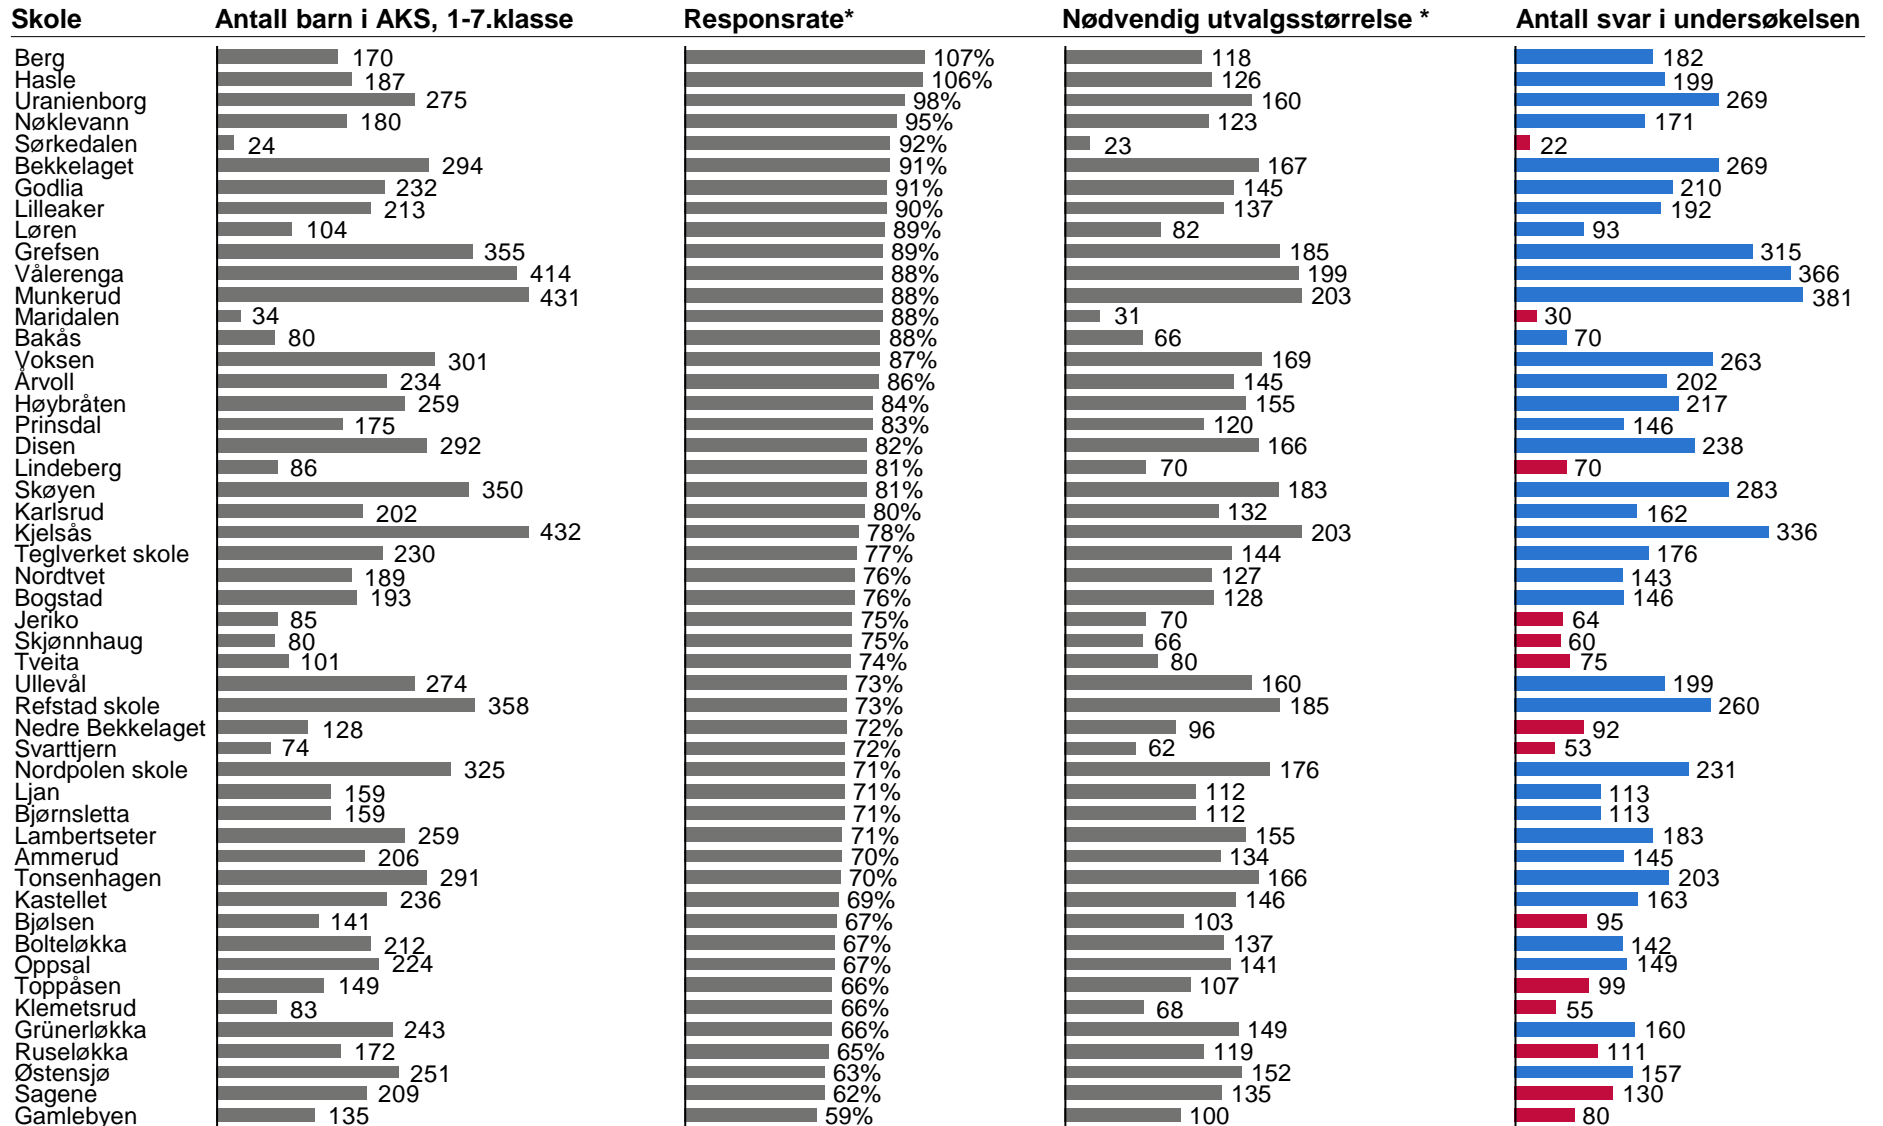 Skole Antall barn i AKS, 1-7.klasse Responsrate* Nødvendig utvalgsstørrelse * Antall svar i undersøkelsen
Berg 170 107% 118 182
Hasle 187 106% 126 199
Uranienborg 275 98% 160 269
Nøklevann 180 95% 123 171
Sørkedalen 24 92% 23 22
Bekkelaget 294 91% 167 269
Godlia 232 91% 145 210
Lilleaker 213 90% 137 192
Løren 104 89% 82 93
Grefsen 355 89% 185 315
Vålerenga 414 88% 199 366
Munkerud 431 88% 203 381
Maridalen 34 88% 31 30
Bakås 80 88% 66 70
Voksen 301 87% 169 263
Årvoll 234 86% 145 202
Høybråten 259 84% 155 217
Prinsdal 175 83% 120 146
Disen 292 82% 166 238
Lindeberg 86 81% 70 70
Skøyen 350 81% 183 283
Karlsrud 202 80% 132 162
Kjelsås 432 78% 203 336
Teglverket skole 230 77% 144 176
Nordtvet 189 76% 127 143
Bogstad 193 76% 128 146
Jeriko 85 75% 70 64
Skjønnhaug 80 75% 66 60
Tveita 101 74% 80 75
Ullevål 274 73% 160 199
Refstad skole 358 73% 185 260
Nedre Bekkelaget 128 72% 96 92
Svarttjern 74 72% 62 53
Nordpolen skole 325 71% 176 231
Ljan 159 71% 112 113
Bjørnsletta 159 71% 112 113
Lambertseter 259 71% 155 183
Ammerud 206 70% 134 145
Tonsenhagen 291 70% 166 203
Kastellet 236 69% 146 163
Bjølsen 141 67% 103 95
Bolteløkka 212 67% 137 142
Oppsal 224 67% 141 149
Toppåsen 149 66% 107 99
Klemetsrud 83 66% 68 55
Grünerløkka 243 66% 149 160
Ruseløkka 172 65% 119 111
Østensjø 251 63% 152 157
Sagene 209 62% 135 130
Gamlebyen 135 59% 100 80